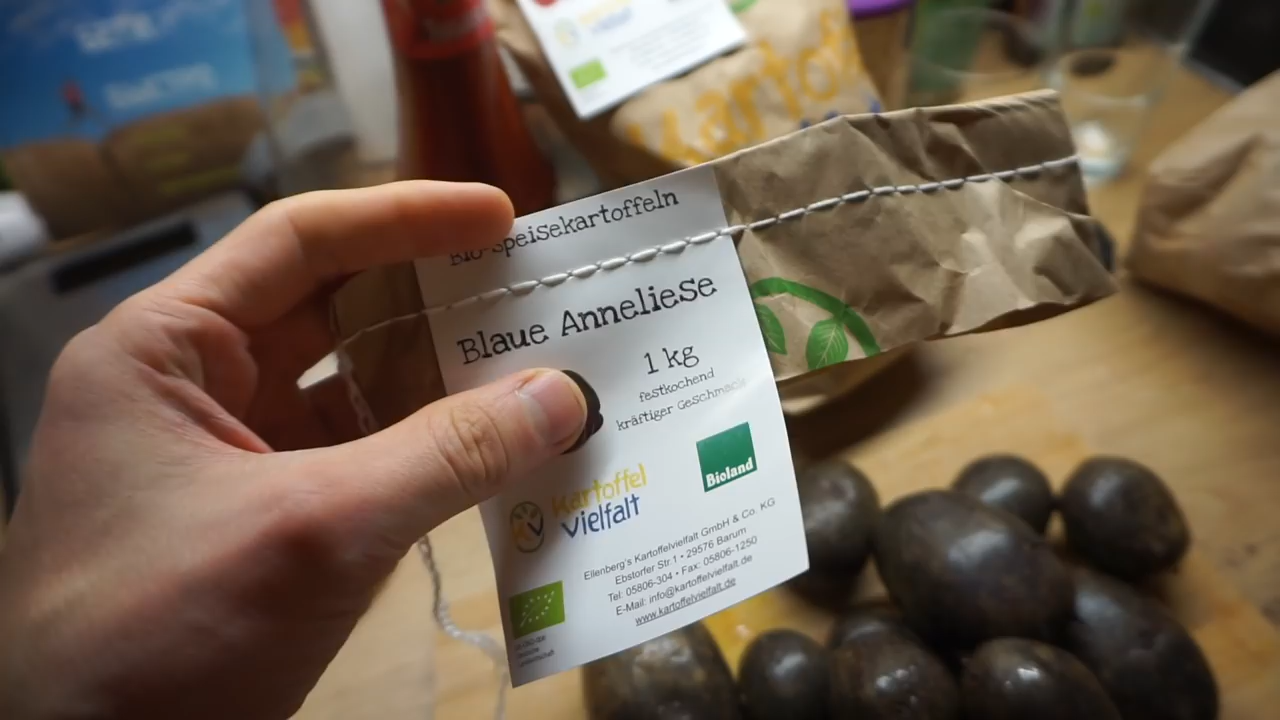 Bio-Speisekartoffeln
Blaue Anneliese
1 kg
festkochend
kräftiger Geschmack
Kartoffel
Vielfalt
Bioland
Ellenberg's Kartoffelvielfalt GmbH & Co. KG
Ebstorfer Str.1 • 29576 Barum
Tel: 05806-304 • Fax: 05806-1250
E-Mail: info@kartoffelvielfalt.de
www.kartoffelvielfalt.de